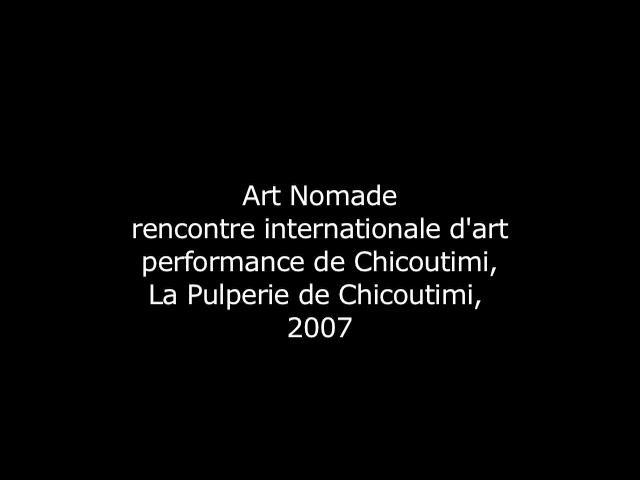 Art Nomade
rencontre internationale d'art
performance de Chicoutimi,
La Pulperie de Chicoutimi,
2007